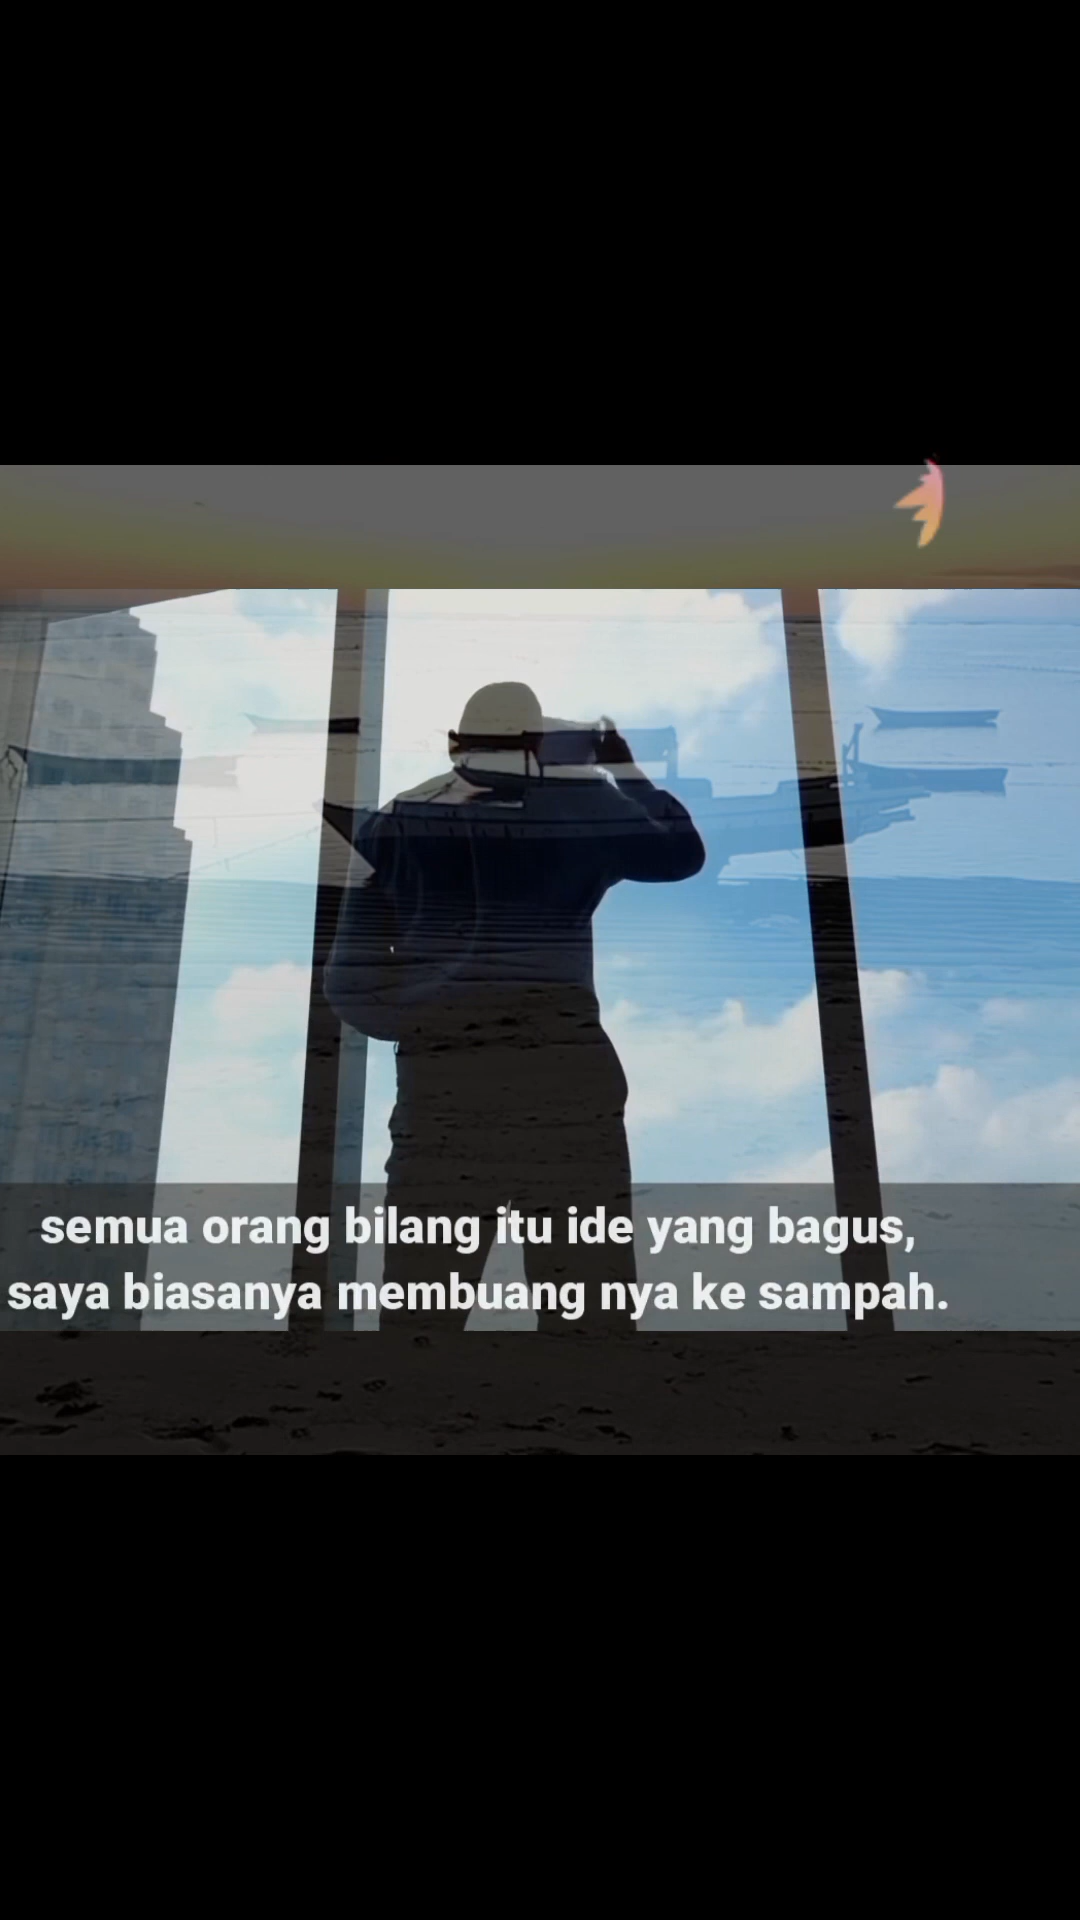 semua orang bilang itu ide yang bagus,
saya biasanya membuang nya ke sampah.